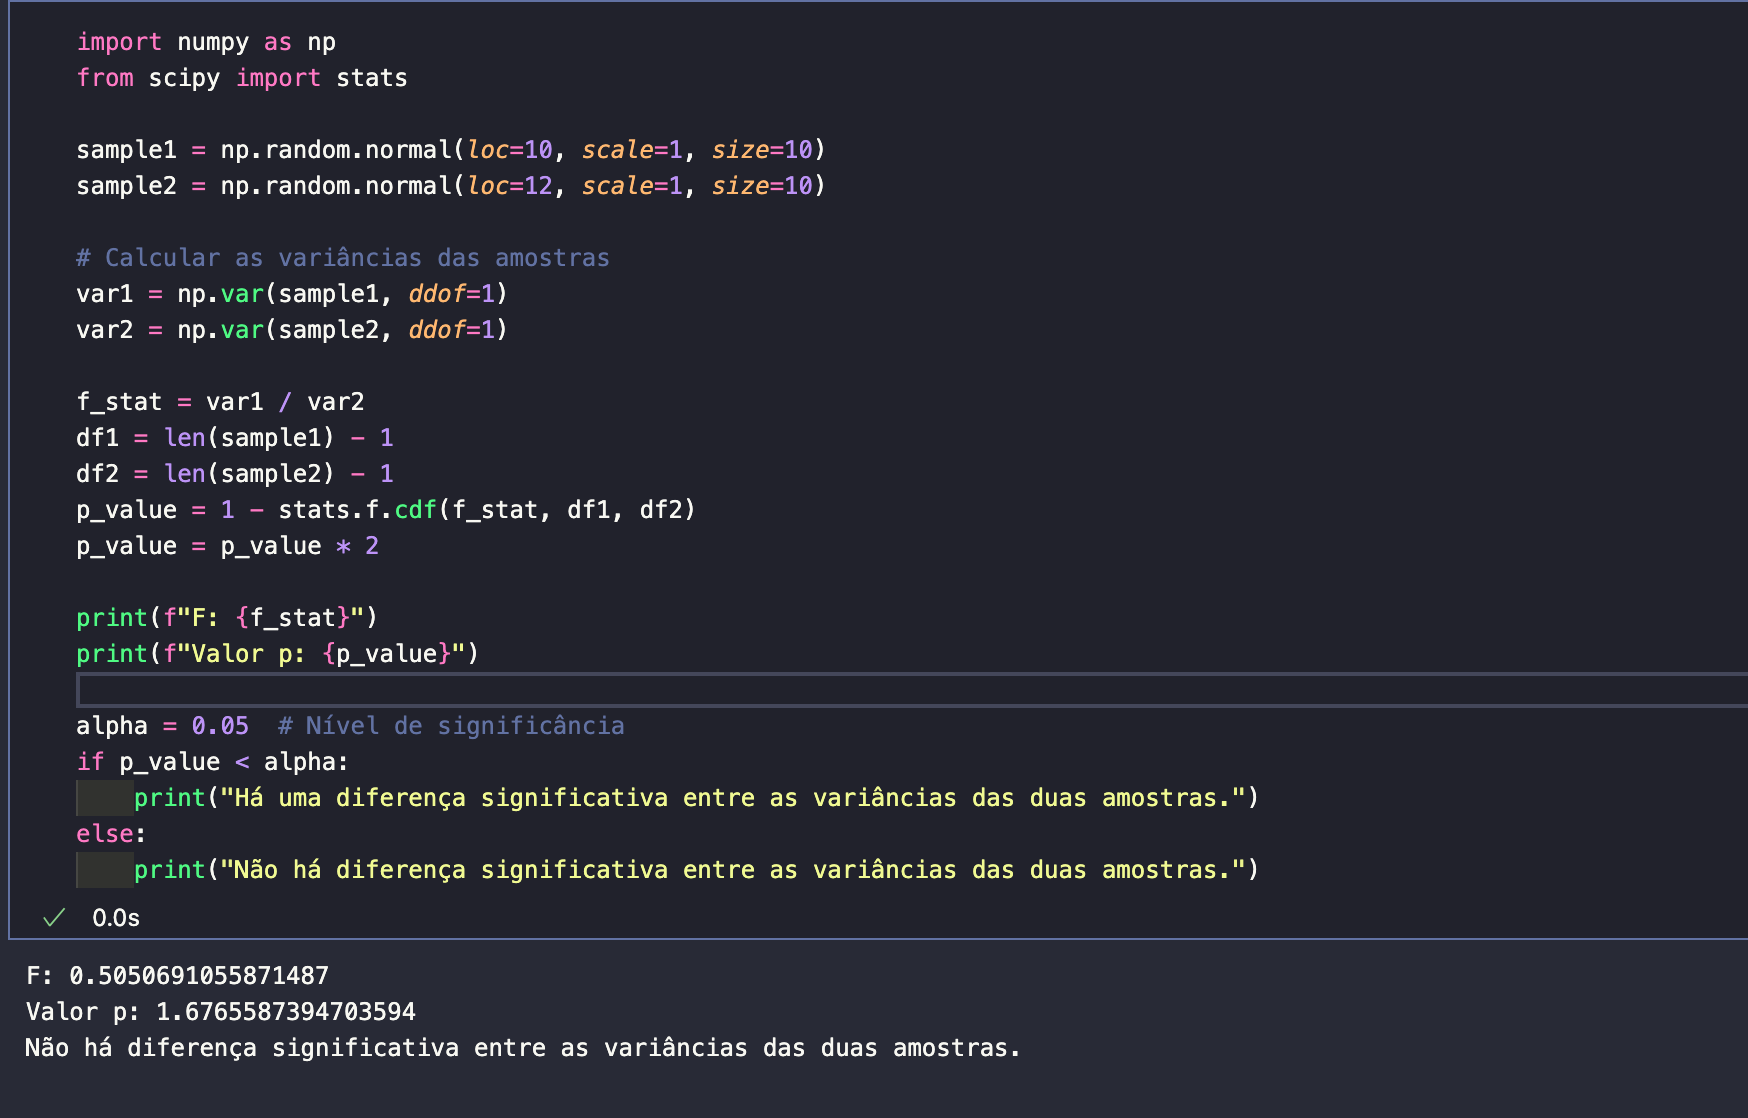 import numpy as np
from scipy import stats
sample1 = np.random.normal(loc=10, scale=1, size=10)
sample2 = np.random.normal(loc=12, scale=1, size=10)
# Calcular as variâncias das amostras
var1 = np.var(sample1, ddof=1)
var2 = np.var(sample2, ddof=1)
f_stat = var1 / var2
df1 = len(sample1) - 1
df2 = len(sample2) - 1
p_value = 1 - stats.f.cdf(f_stat, df1, df2)
p_value = p_value * 2
print(f"F: {f_stat}")
print(f"Valor p: {p_value}")
alpha = 0.05  # Nível de significância
if p_value < alpha:
    print("Há uma diferença significativa entre as variâncias das duas amostras.")
else:
    print("Não há diferença significativa entre as variâncias das duas amostras.")
0.0s
F: 0.5050691055871487
Valor p: 1.6765587394703594
Não há diferença significativa entre as variâncias das duas amostras.